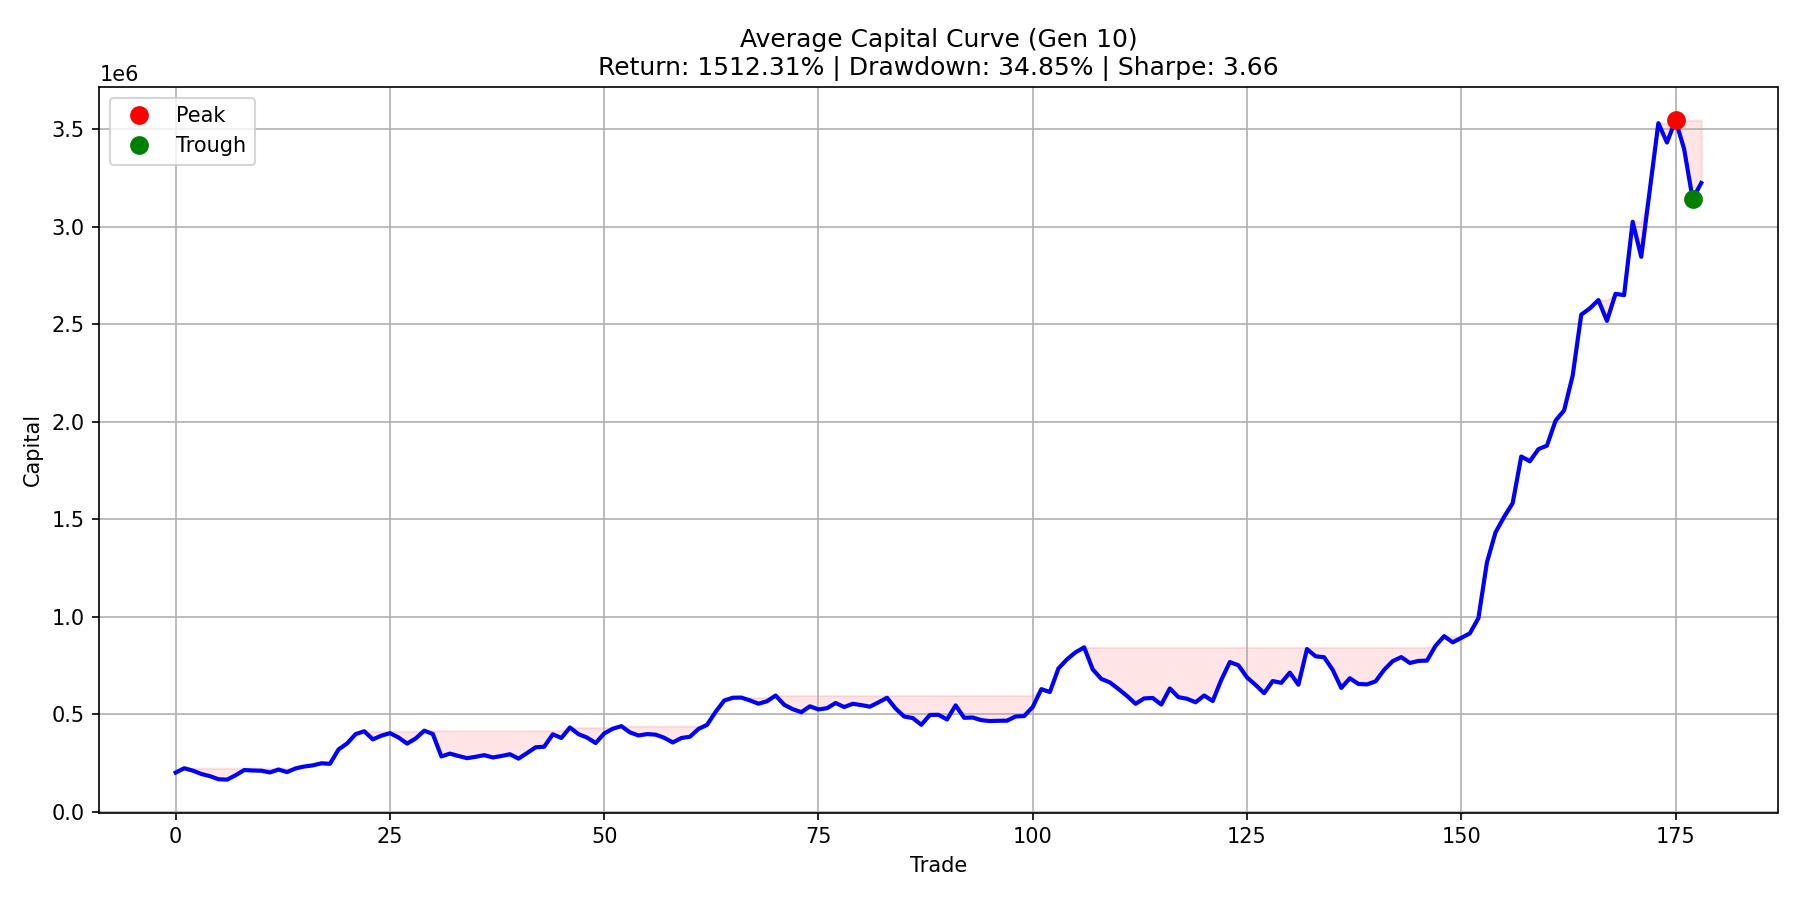 Average Capital Curve (Gen 10)
Return: 1512.31% | Drawdown: 34.85% | Sharpe: 3.66
1e6
Peak
Trough
3.5
3.0
2.5
2.0
1.5
1.0
0.5
0.0
Capital
0 25 50 75 100 125 150 175
Trade